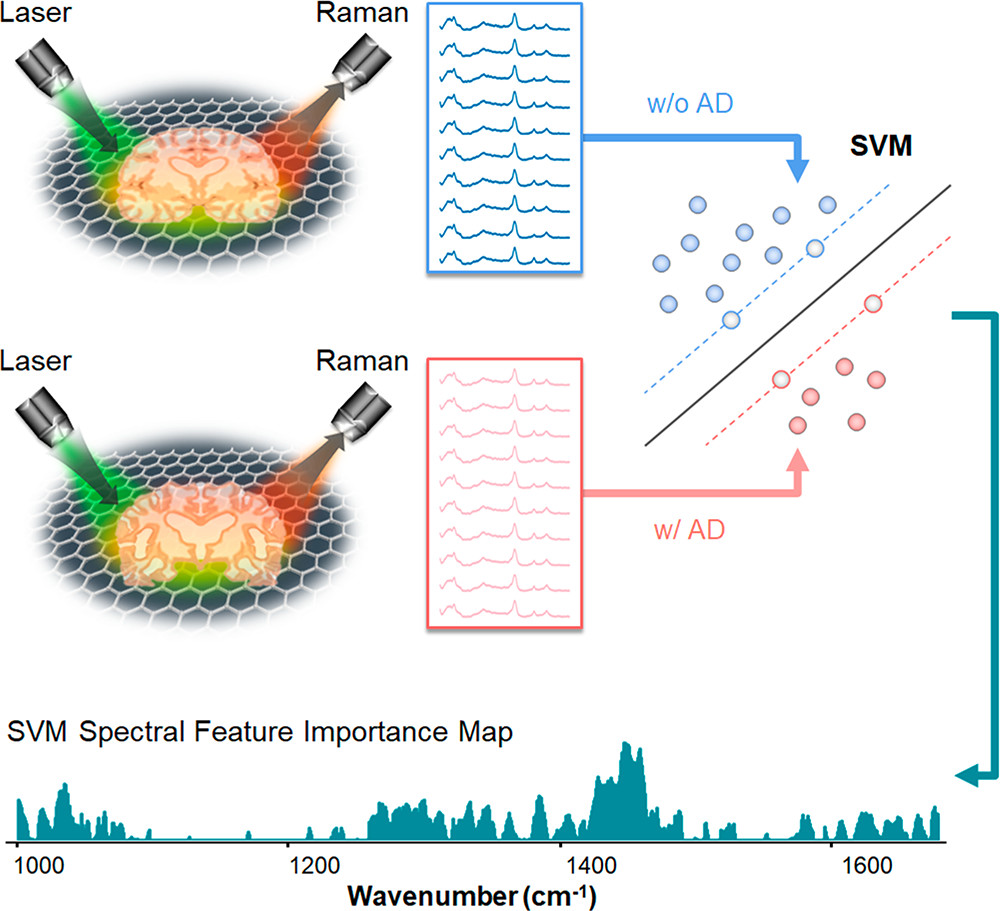 Laser
Raman
w/o AD
SVM
Laser
Raman
w/ AD
SVM Spectral Feature Importance Map
1000
1200
1400
1600
Wavenumber (cm-1)